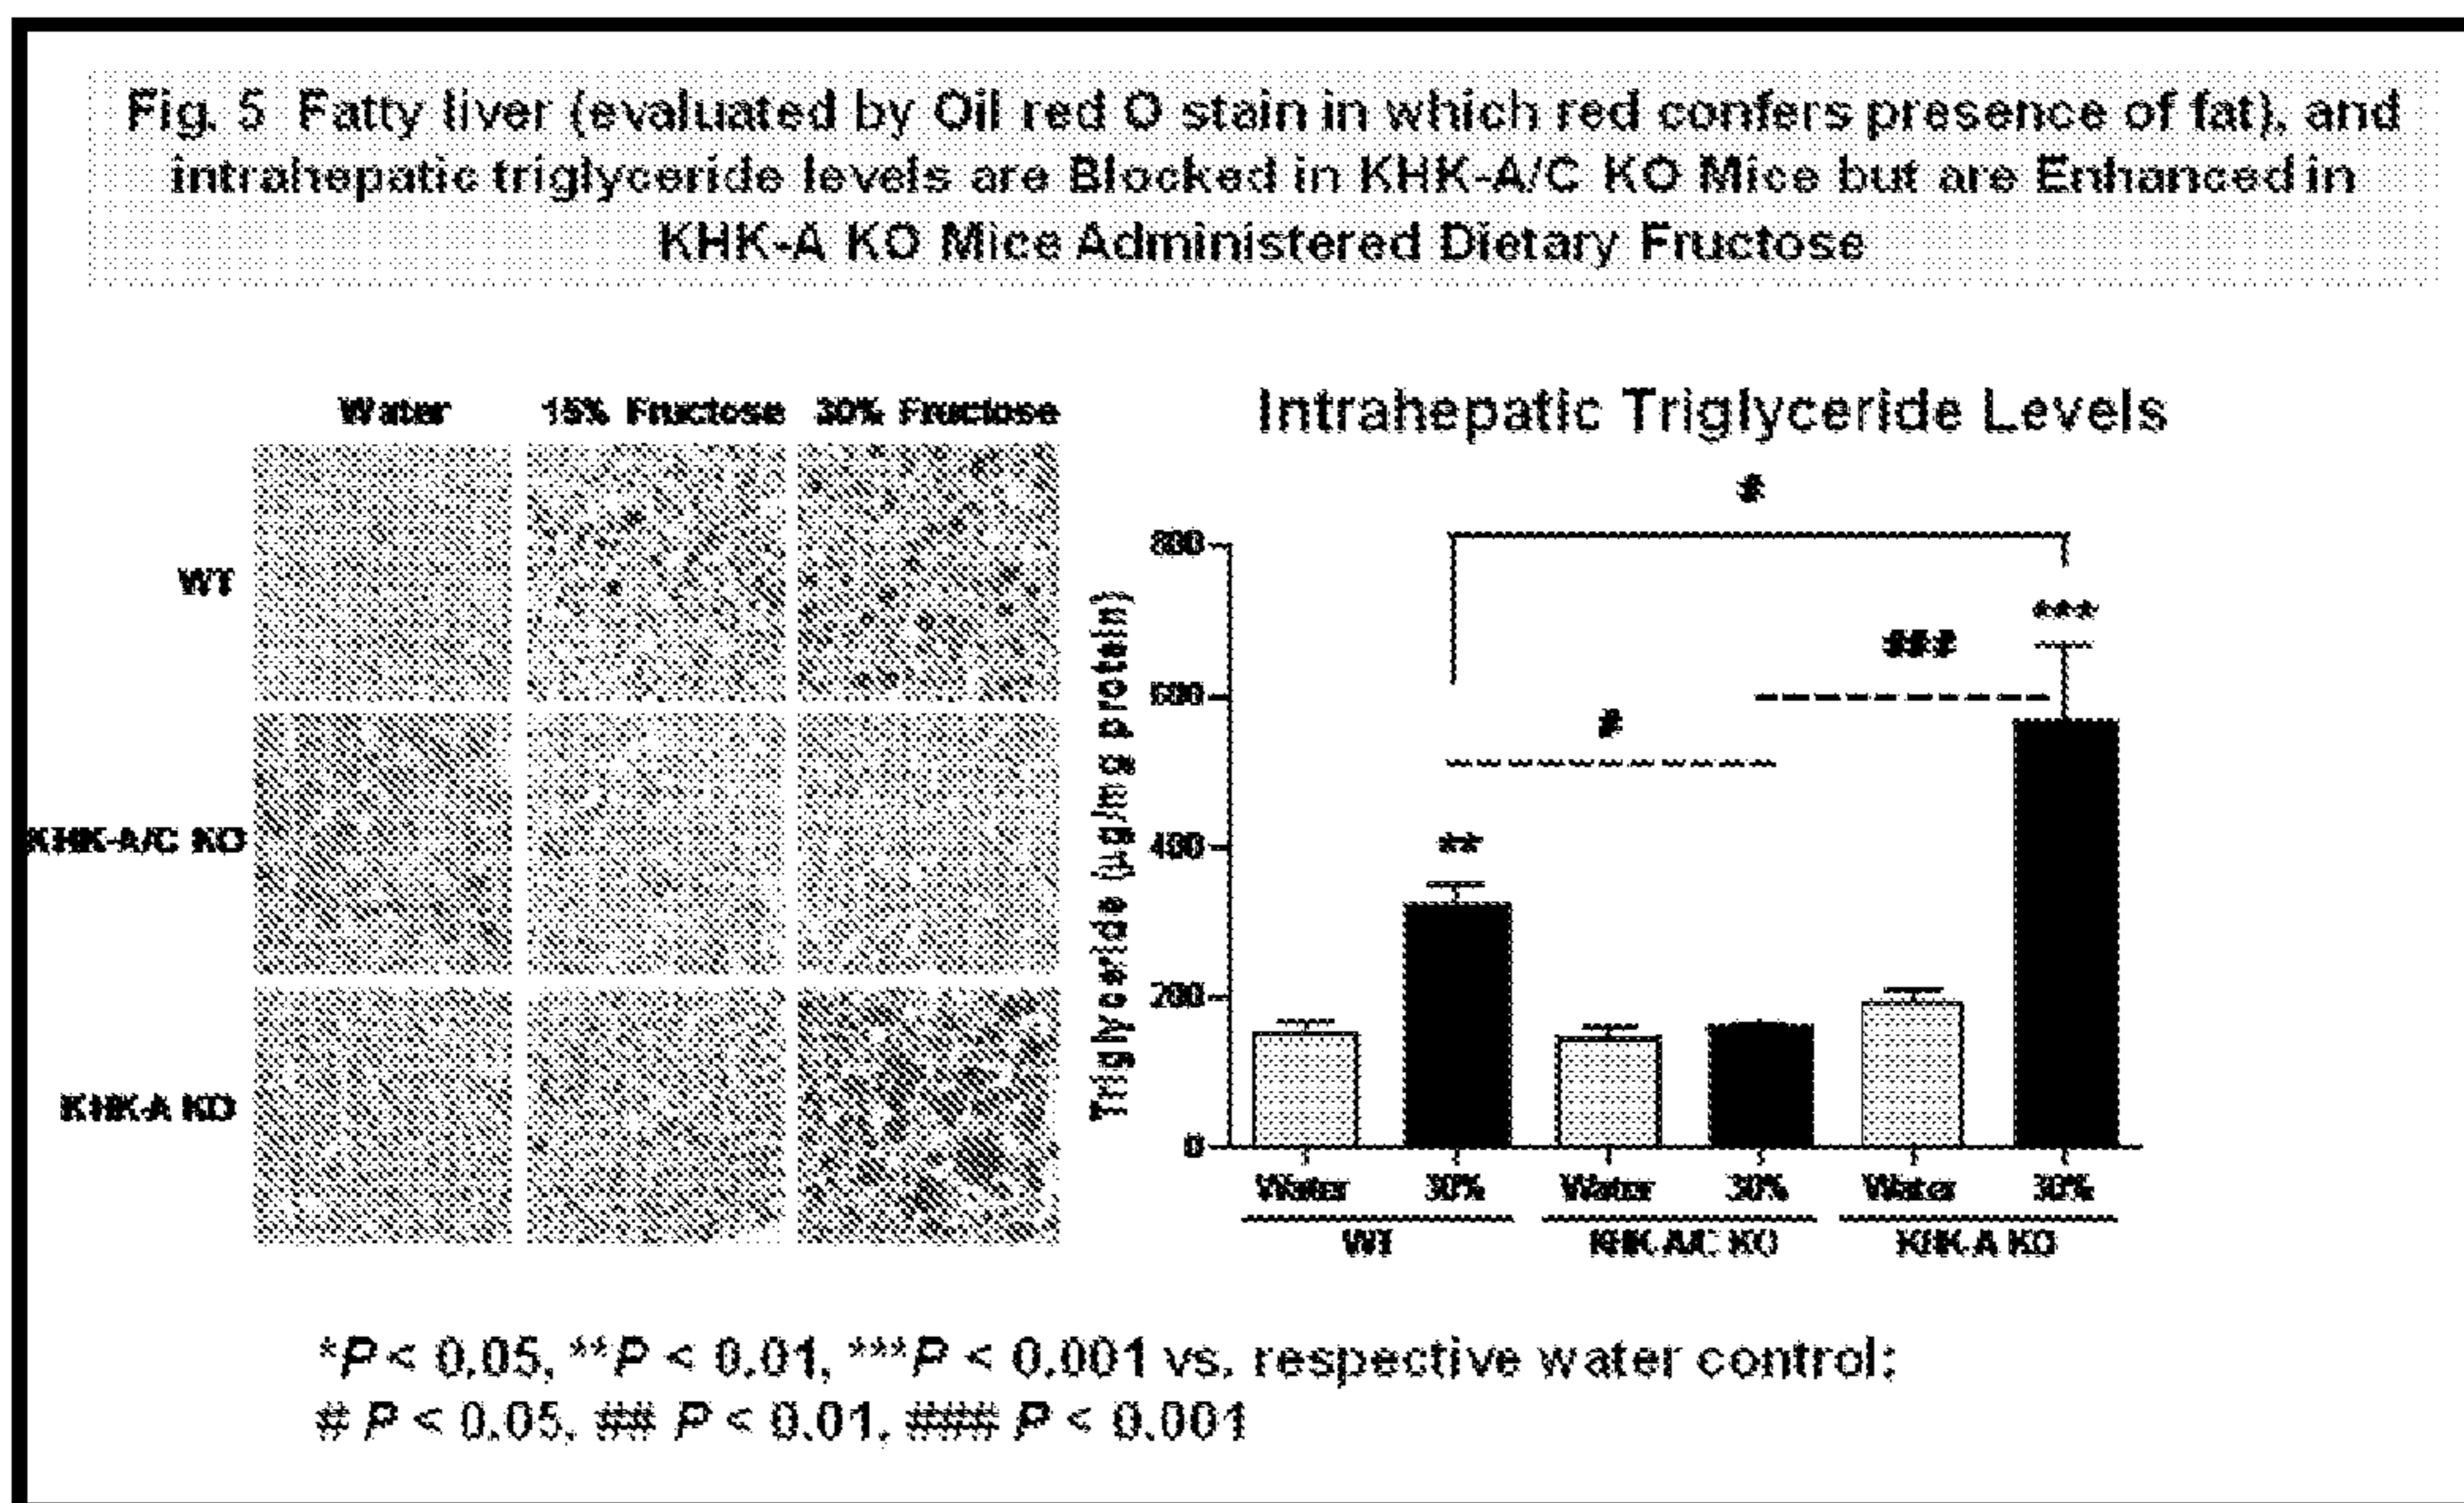 Fig. 5 Fatty liver (evaluated by Oil red O stain in which red confers presence of fat), and
intrahepatic triglyceride levels are Blocked in KHK-A/C KO Mice but are Enhanced in
KHK-A KO Mice Administered Dietary Fructose
Water 15% Fructose 30% Fructose
WT
KHK-A/C KO
KHK-A KO
Intrahepatic Triglyceride Levels
#
***
###
#
**
Triglyceride (µg/mg protein)
800
600
400
200
0
Water 30% Water 30% Water 30%
WT KHK-A/C KO KHK-A KO
*P < 0.05, **P < 0.01, ***P < 0.001 vs. respective water control;
# P < 0.05, ## P < 0.01, ### P < 0.001